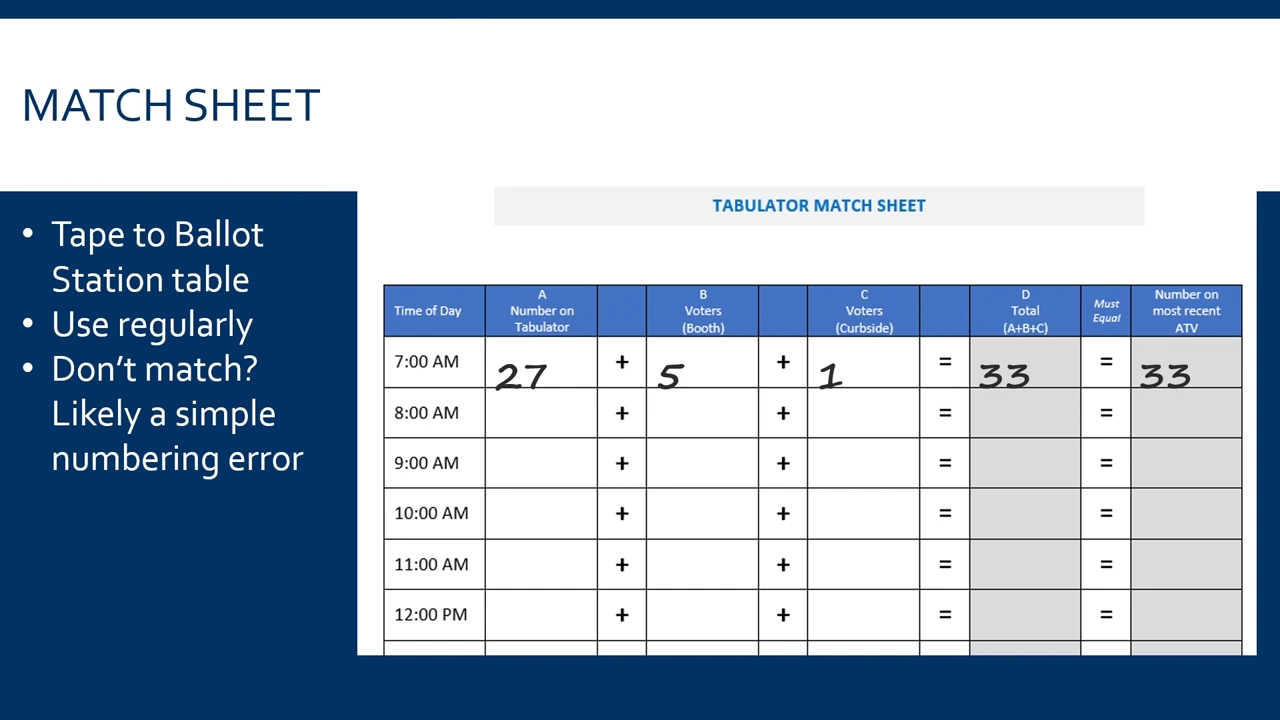 MATCH SHEET
• Tape to Ballot
Station table
• Use regularly
• Don’t match?
Likely a simple
numbering error
TABULATOR MATCH SHEET
Time of Day A Number on Tabulator B Voters (Booth) C Voters (Curbside) D Total (A+B+C) Must Equal Number on most recent ATV
7:00 AM 27 + 5 + 1 = 33 = 33
8:00 AM + + = =
9:00 AM + + = =
10:00 AM + + = =
11:00 AM + + = =
12:00 PM + + = =